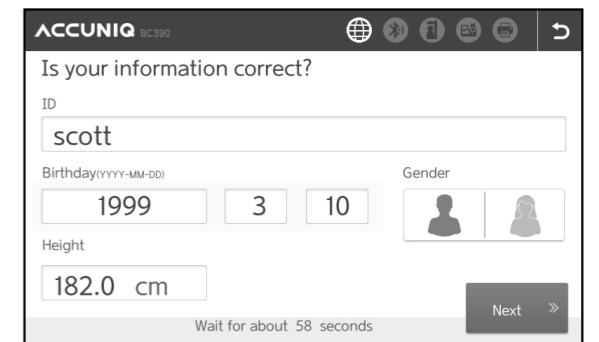 ACCUNIQ BC390
Is your information correct?
ID
scott
Birthday(YYYY-MM-DD) Gender
1999 3 10
Height
182.0 cm
Next »
Wait for about 58 seconds